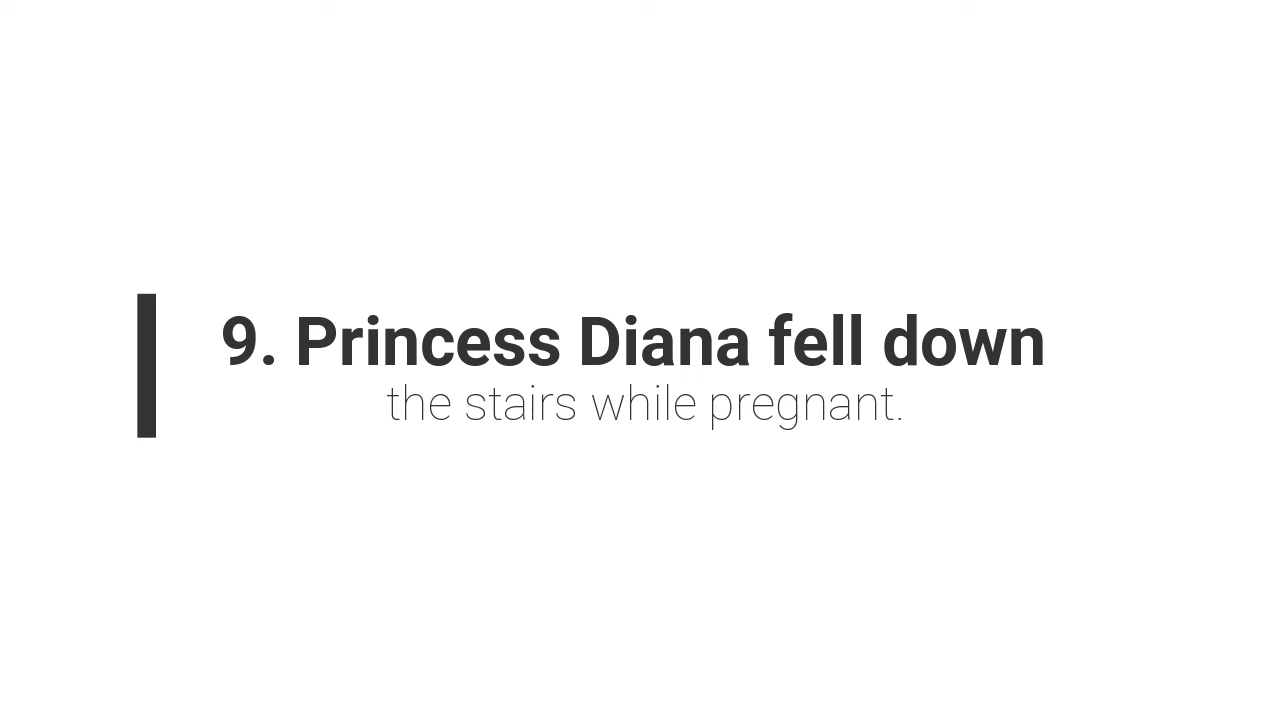 9. Princess Diana fell down
the stairs while pregnant.